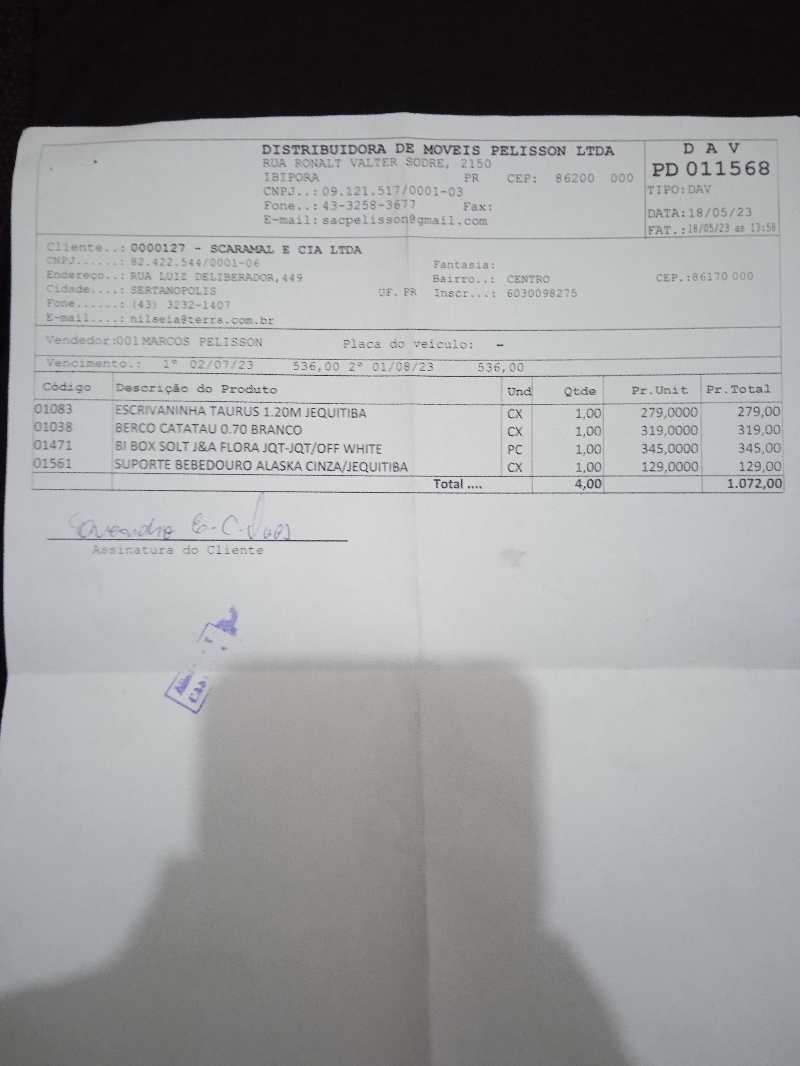 DISTRIBUIDORA DE MOVEIS PELISSON LTDA
RUA RONALT VALTER SODRE, 2150
IBIPORA PR CEP: 86200 000
CNPJ..: 09.121.517/0001-03
Fone..: 43-3258-3677 Fax:
E-mail: sacpelisson@gmail.com
D A V
PD 011568
TIPO:DAV
DATA:18/05/23
FAT.:18/05/23 as 13:58
Cliente..: 0000127 - SCARAMAL E CIA LTDA
CNPJ......: 82.422.544/0001-06 Fantasia:
Endereço..: RUA LUIZ DELIBERADOR,449 Bairro..: CENTRO CEP.:86170 000
Cidade....: SERTANOPOLIS UF. PR Inscr...: 6030098275
Fone......: (43) 3232-1407
E-mail....: nilseia@terra.com.br
Vendedor:001 MARCOS PELISSON Placa do veículo: -
Vencimento.: 1º 02/07/23 536,00 2º 01/08/23 536,00
Código Descrição do Produto Und Qtde Pr.Unit Pr.Total
01083 ESCRIVANINHA TAURUS 1.20M JEQUITIBA CX 1,00 279,0000 279,00
01038 BERCO CATATAU 0.70 BRANCO CX 1,00 319,0000 319,00
01471 BI BOX SOLT J&A FLORA JQT-JQT/OFF WHITE PC 1,00 345,0000 345,00
01561 SUPORTE BEBEDOURO ALASKA CINZA/JEQUITIBA CX 1,00 129,0000 129,00
Total .... 4,00 1.072,00
Assinatura do Cliente